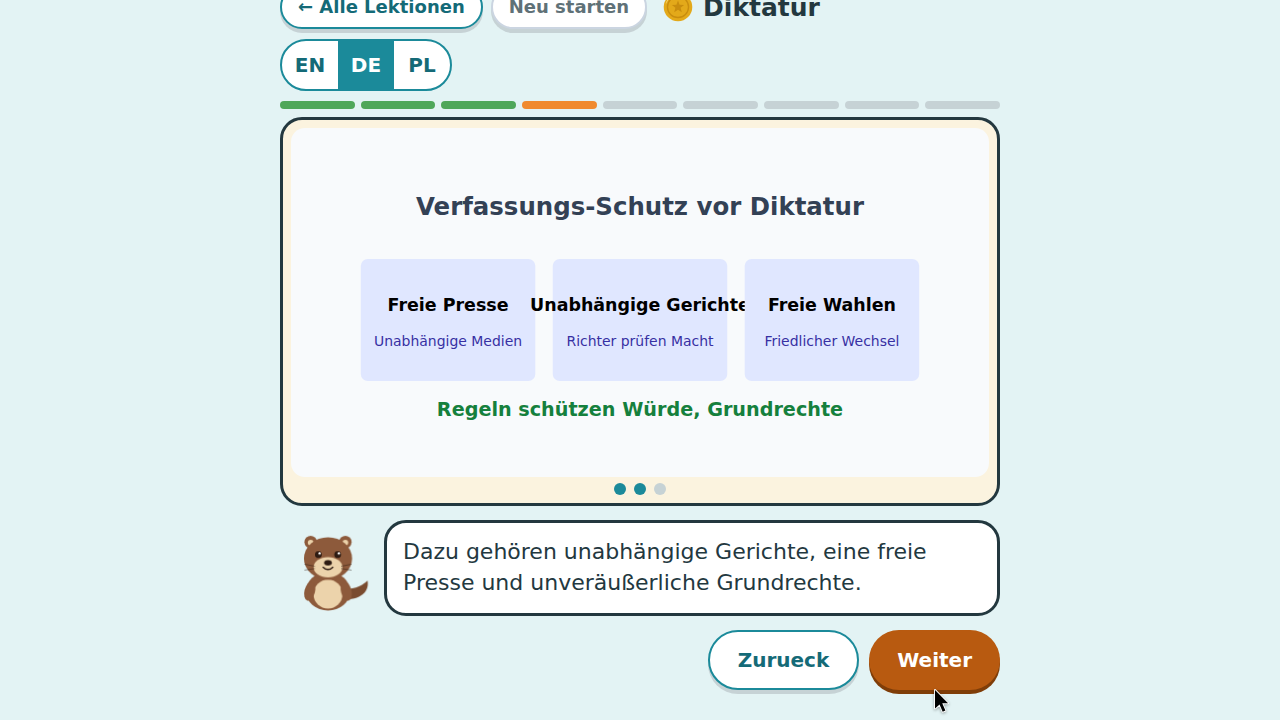 ← Alle Lektionen
Neu starten
Diktatur
EN DE PL
Verfassungs-Schutz vor Diktatur
Freie Presse
Unabhängige Medien
Unabhängige Gerichte
Richter prüfen Macht
Freie Wahlen
Friedlicher Wechsel
Regeln schützen Würde, Grundrechte
Dazu gehören unabhängige Gerichte, eine freie
Presse und unveräußerliche Grundrechte.
Zurueck
Weiter